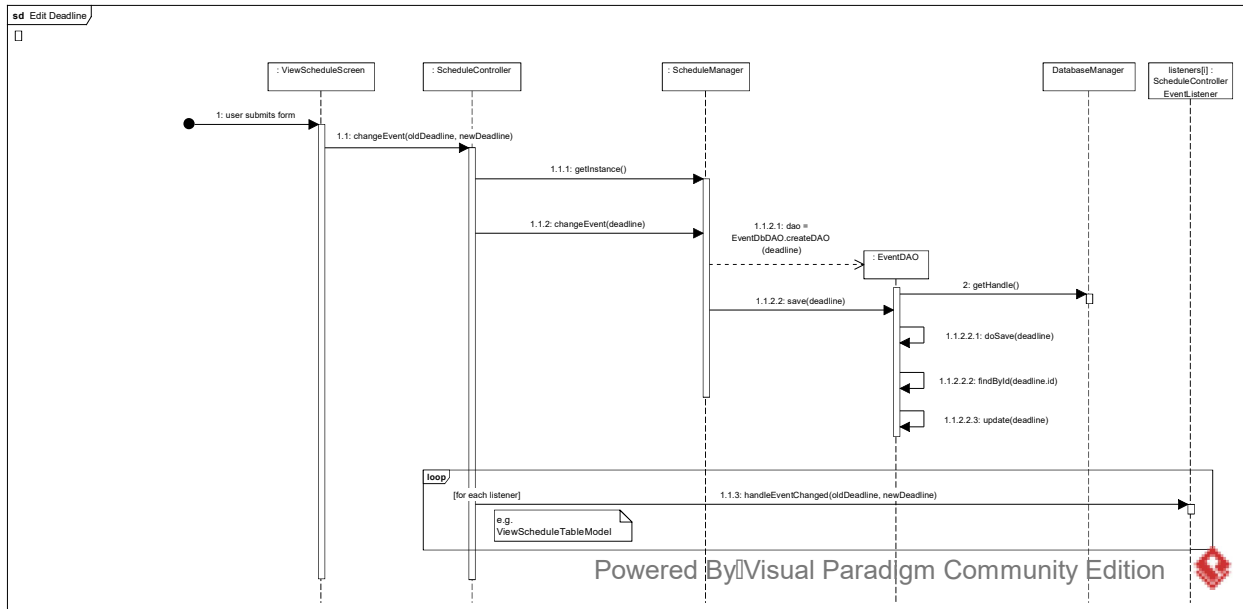 sd Edit Deadline
: ViewScheduleScreen
: ScheduleController
: ScheduleManager
DatabaseManager
listeners[i] :
ScheduleController
EventListener
1: user submits form
1.1: changeEvent(oldDeadline, newDeadline)
1.1.1: getInstance()
1.1.2: changeEvent(deadline)
1.1.2.1: dao =
EventDbDAO.createDAO
(deadline)
: EventDAO
2: getHandle()
1.1.2.2: save(deadline)
1.1.2.2.1: doSave(deadline)
1.1.2.2.2: findById(deadline.id)
1.1.2.2.3: update(deadline)
loop
[for each listener]
1.1.3: handleEventChanged(oldDeadline, newDeadline)
e.g.
ViewScheduleTableModel
Powered By▯Visual Paradigm Community Edition